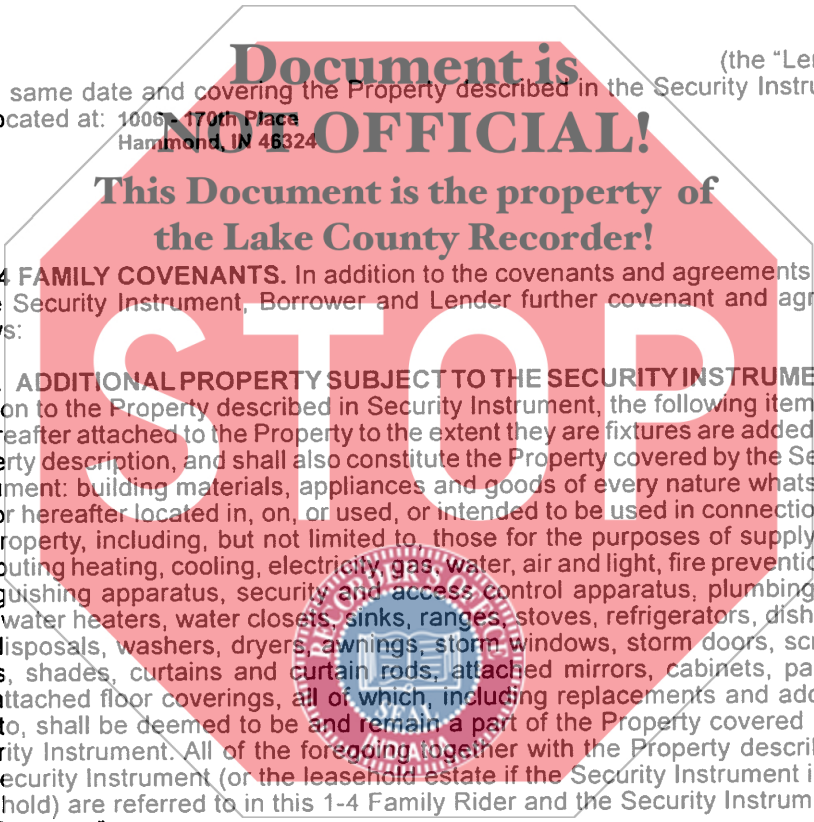 Document is
(the "Le
same date and covering the Property described in the Security Instru
ocated at: 1006 - 170th Place
Hammond, IN 46324
NOT OFFICIAL!
This Document is the property of
the Lake County Recorder!
4 FAMILY COVENANTS. In addition to the covenants and agreements
Security Instrument, Borrower and Lender further covenant and agr
s:
ADDITIONAL PROPERTY SUBJECT TO THE SECURITY INSTRUME
on to the Property described in Security Instrument, the following item
reafter attached to the Property to the extent they are fixtures are added
erty description, and shall also constitute the Property covered by the Se
ment: building materials, appliances and goods of every nature whats
or hereafter located in, on, or used, or intended to be used in connectio
roperty, including, but not limited to, those for the purposes of supply
outing heating, cooling, electricity, gas, water, air and light, fire preventio
guishing apparatus, security and access control apparatus, plumbing
water heaters, water closets, sinks, ranges, stoves, refrigerators, dish
disposals, washers, dryers, awnings, storm windows, storm doors, scr
s, shades, curtains and curtain rods, attached mirrors, cabinets, pa
attached floor coverings, all of which, including replacements and add
to, shall be deemed to be and remain a part of the Property covered
rity Instrument. All of the foregoing together with the Property descri
ecurity Instrument (or the leasehold estate if the Security Instrument i
hold) are referred to in this 1-4 Family Rider and the Security Instrum
STOP
RECORDER'S OFFICE
SEAL
INDIANA